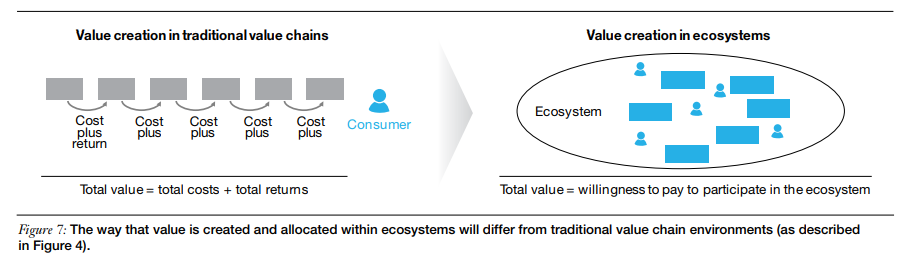 Value creation in traditional value chains
Cost plus return
Cost plus
Cost plus
Cost plus
Cost plus
Consumer
Total value = total costs + total returns
Value creation in ecosystems
Ecosystem
Total value = willingness to pay to participate in the ecosystem
Figure 7: The way that value is created and allocated within ecosystems will differ from traditional value chain environments (as described
in Figure 4).